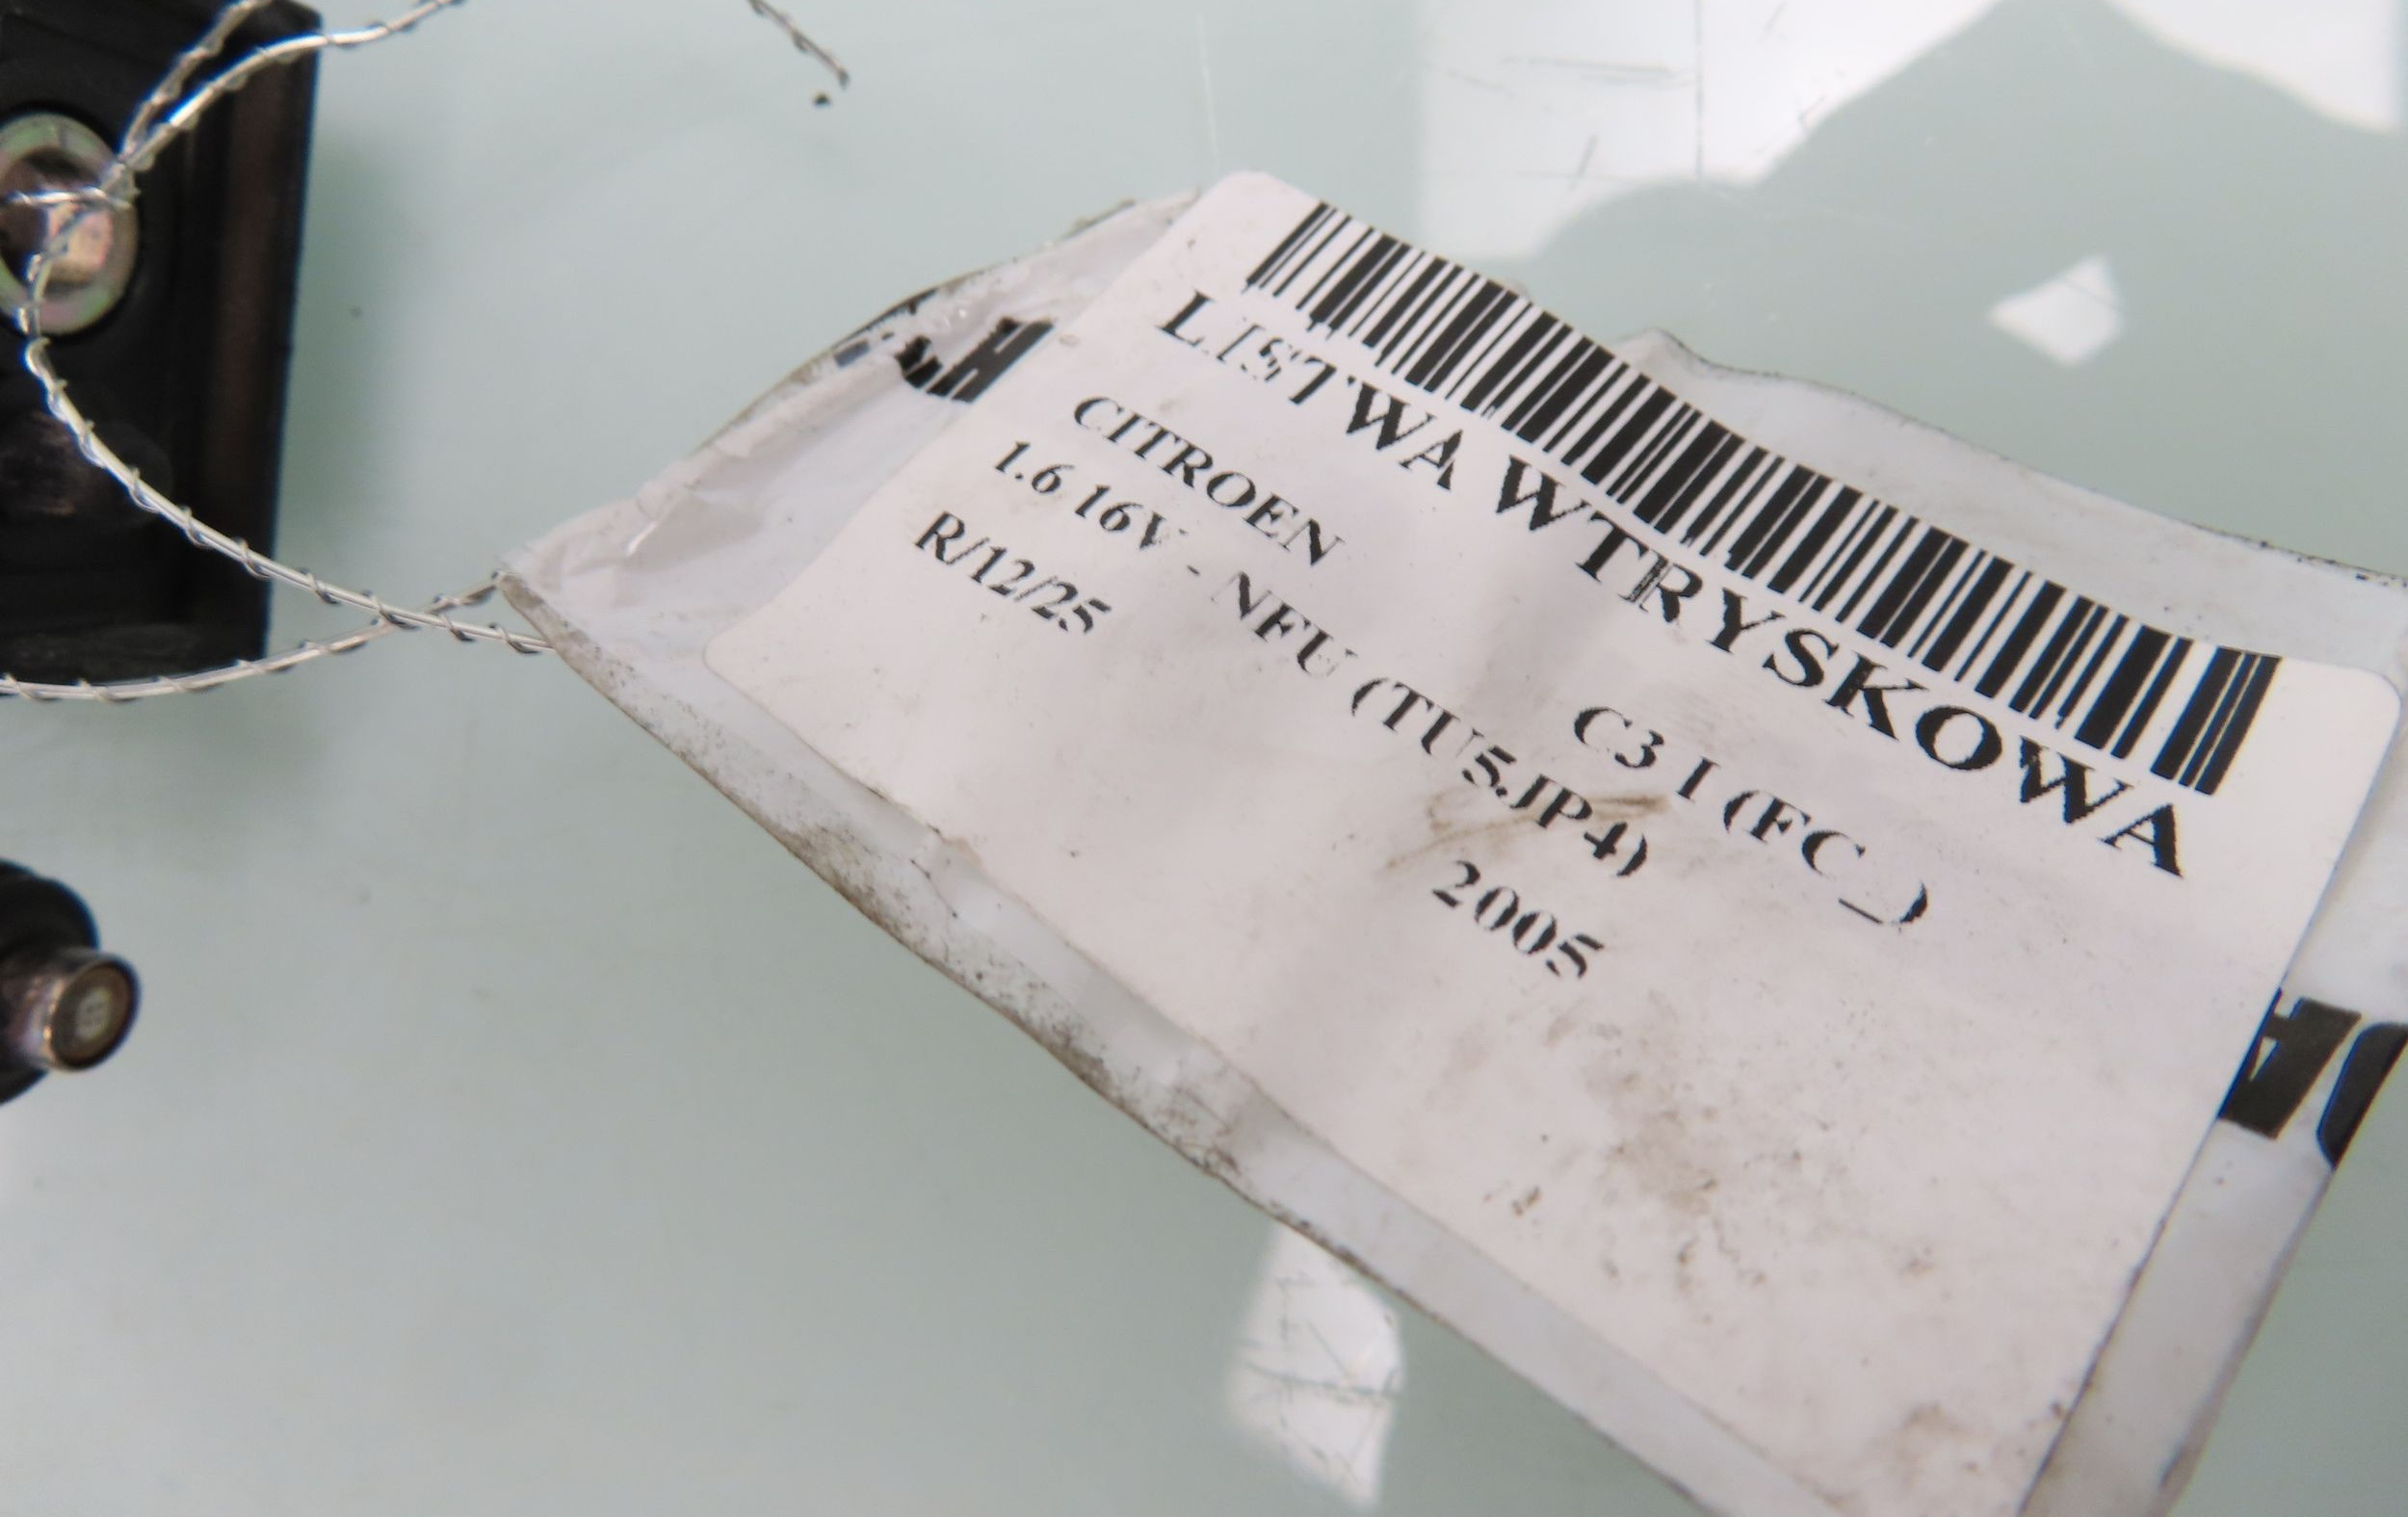 LISTWA WTRYSKOWA
CITROEN C3 I (FC_)
1.6 16V - NFU (TU5JP4)
R/12/25 2005